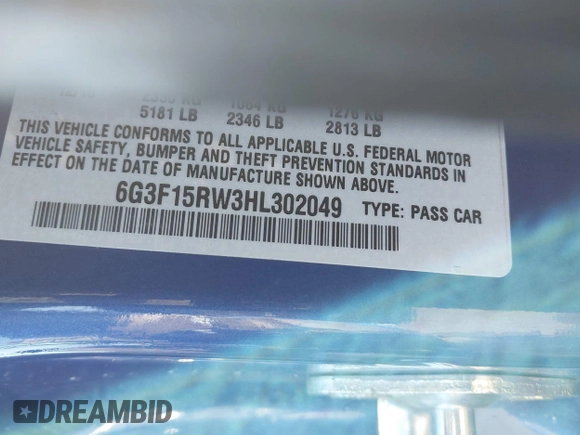 5181 LB 2346 LB 2813 LB
THIS VEHICLE CONFORMS TO ALL APPLICABLE U.S. FEDERAL MOTOR
VEHICLE SAFETY, BUMPER AND THEFT PREVENTION STANDARDS IN
EFFECT ON THE DATE OF MANUFACTURE SHOWN ABOVE.
6G3F15RW3HL302049 TYPE: PASS CAR
DREAMBID